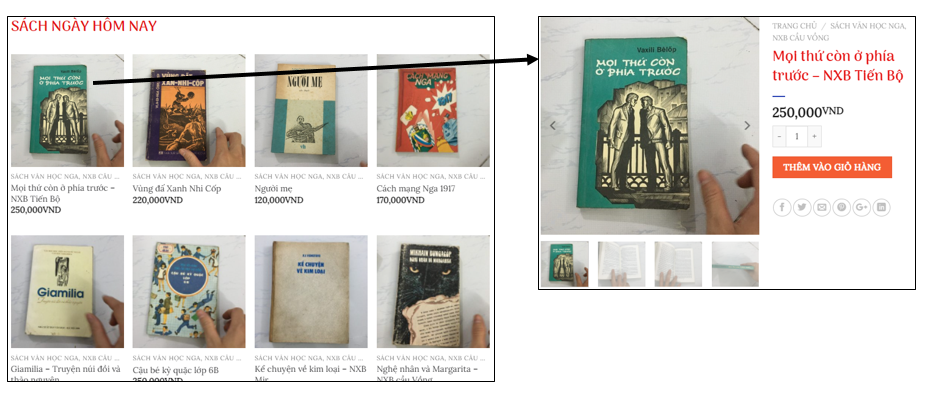 SÁCH NGÀY HÔM NAY
Vaxili Bêlốp
MỌI THỨ CÒN
Ở PHÍA TRƯỚC
VÙNG ĐẤT
XAN-NHI-CỐP
NGƯỜI MẸ
CÁCH MẠNG
NGA
1917
SÁCH VĂN HỌC NGA, NXB CẦU ...
Mọi thứ còn ở phía trước –
NXB Tiến Bộ
250,000VND
SÁCH VĂN HỌC NGA, NXB CẦU ...
Vùng đấ Xanh Nhi Cốp
220,000VND
SÁCH VĂN HỌC NGA, NXB CẦU ...
Người mẹ
120,000VND
SÁCH VĂN HỌC NGA, NXB CẦU ...
Cách mạng Nga 1917
170,000VND
Giamilia
KỂ CHUYỆN
VỀ KIM LOẠI
MIKHAIN BUNGACỐP
SÁCH VĂN HỌC NGA, NXB CẦU ...
Giamilia – Truyện núi đồi và
thảo nguyên
SÁCH VĂN HỌC NGA, NXB CẦU ...
Cậu bé kỳ quặc lớp 6B
250,000VND
SÁCH VĂN HỌC NGA, NXB CẦU ...
Kể chuyện về kim loại – NXB
Mir
SÁCH VĂN HỌC NGA, NXB CẦU ...
Nghệ nhân và Margarita –
NXB cầu Vồng
Vaxili Bêlốp
MỌI THỨ CÒN
Ở PHÍA TRƯỚC
TRANG CHỦ / SÁCH VĂN HỌC NGA,
NXB CẦU VỒNG
Mọi thứ còn ở phía
trước – NXB Tiến Bộ
250,000VND
- 1 +
THÊM VÀO GIỎ HÀNG